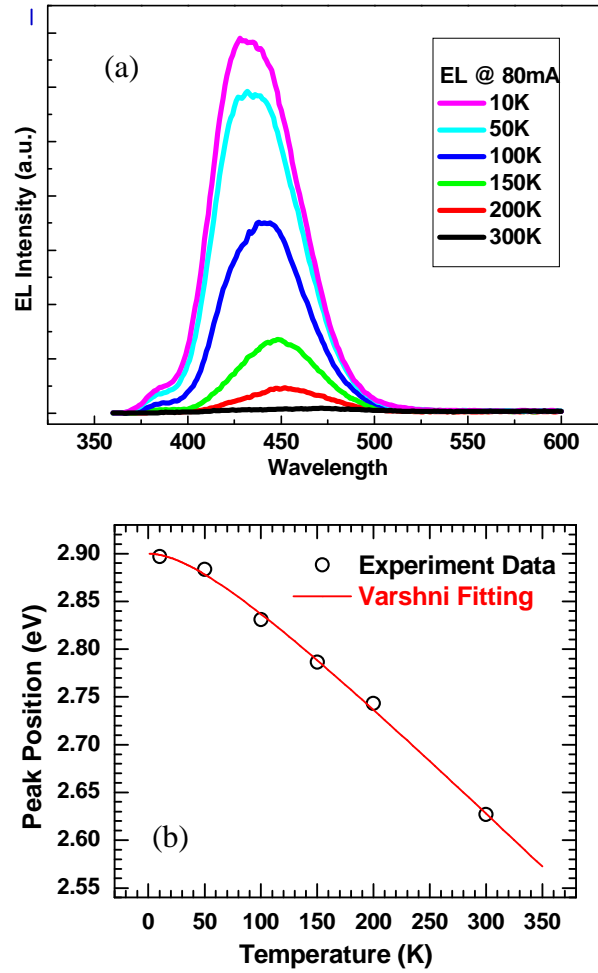 (a)
EL Intensity (a.u.)
EL @ 80mA
10K
50K
100K
150K
200K
300K
350 400 450 500 550 600
Wavelength
2.90
2.85
2.80
2.75
2.70
2.65
2.60
2.55
Peak Position (eV)
Experiment Data
Varshni Fitting
(b)
0 50 100 150 200 250 300 350
Temperature (K)